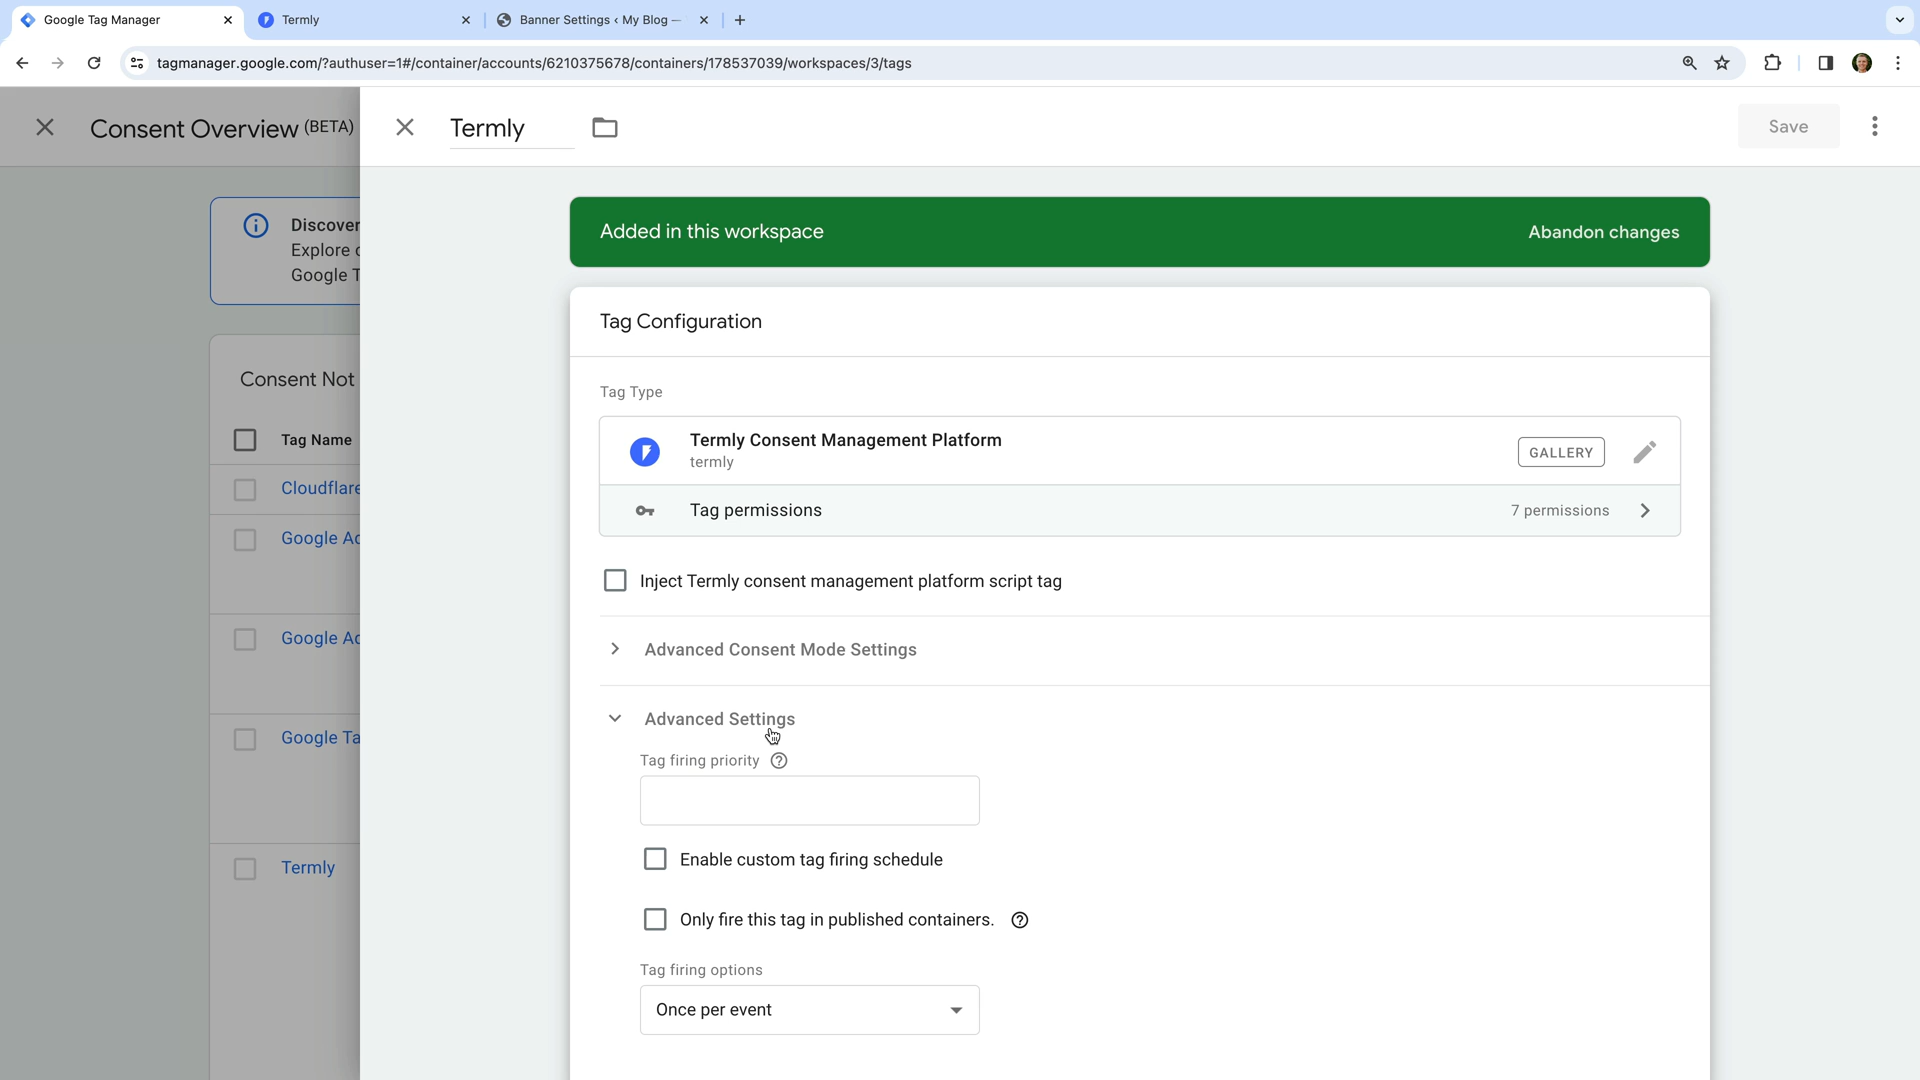 Google Tag Manager
Termly
Banner Settings ‹ My Blog —
tagmanager.google.com/?authuser=1#/container/accounts/6210375678/containers/178537039/workspaces/3/tags
Consent Overview (BETA)
Termly
Save
Discover
Explore
Google T
Added in this workspace
Abandon changes
Tag Configuration
Consent Not
Tag Type
Tag Name
Termly Consent Management Platform
termly
GALLERY
Cloudflare
Tag permissions
7 permissions
Google Ad
Inject Termly consent management platform script tag
Google Ad
Advanced Consent Mode Settings
Advanced Settings
Google Ta
Tag firing priority
Enable custom tag firing schedule
Termly
Only fire this tag in published containers.
Tag firing options
Once per event